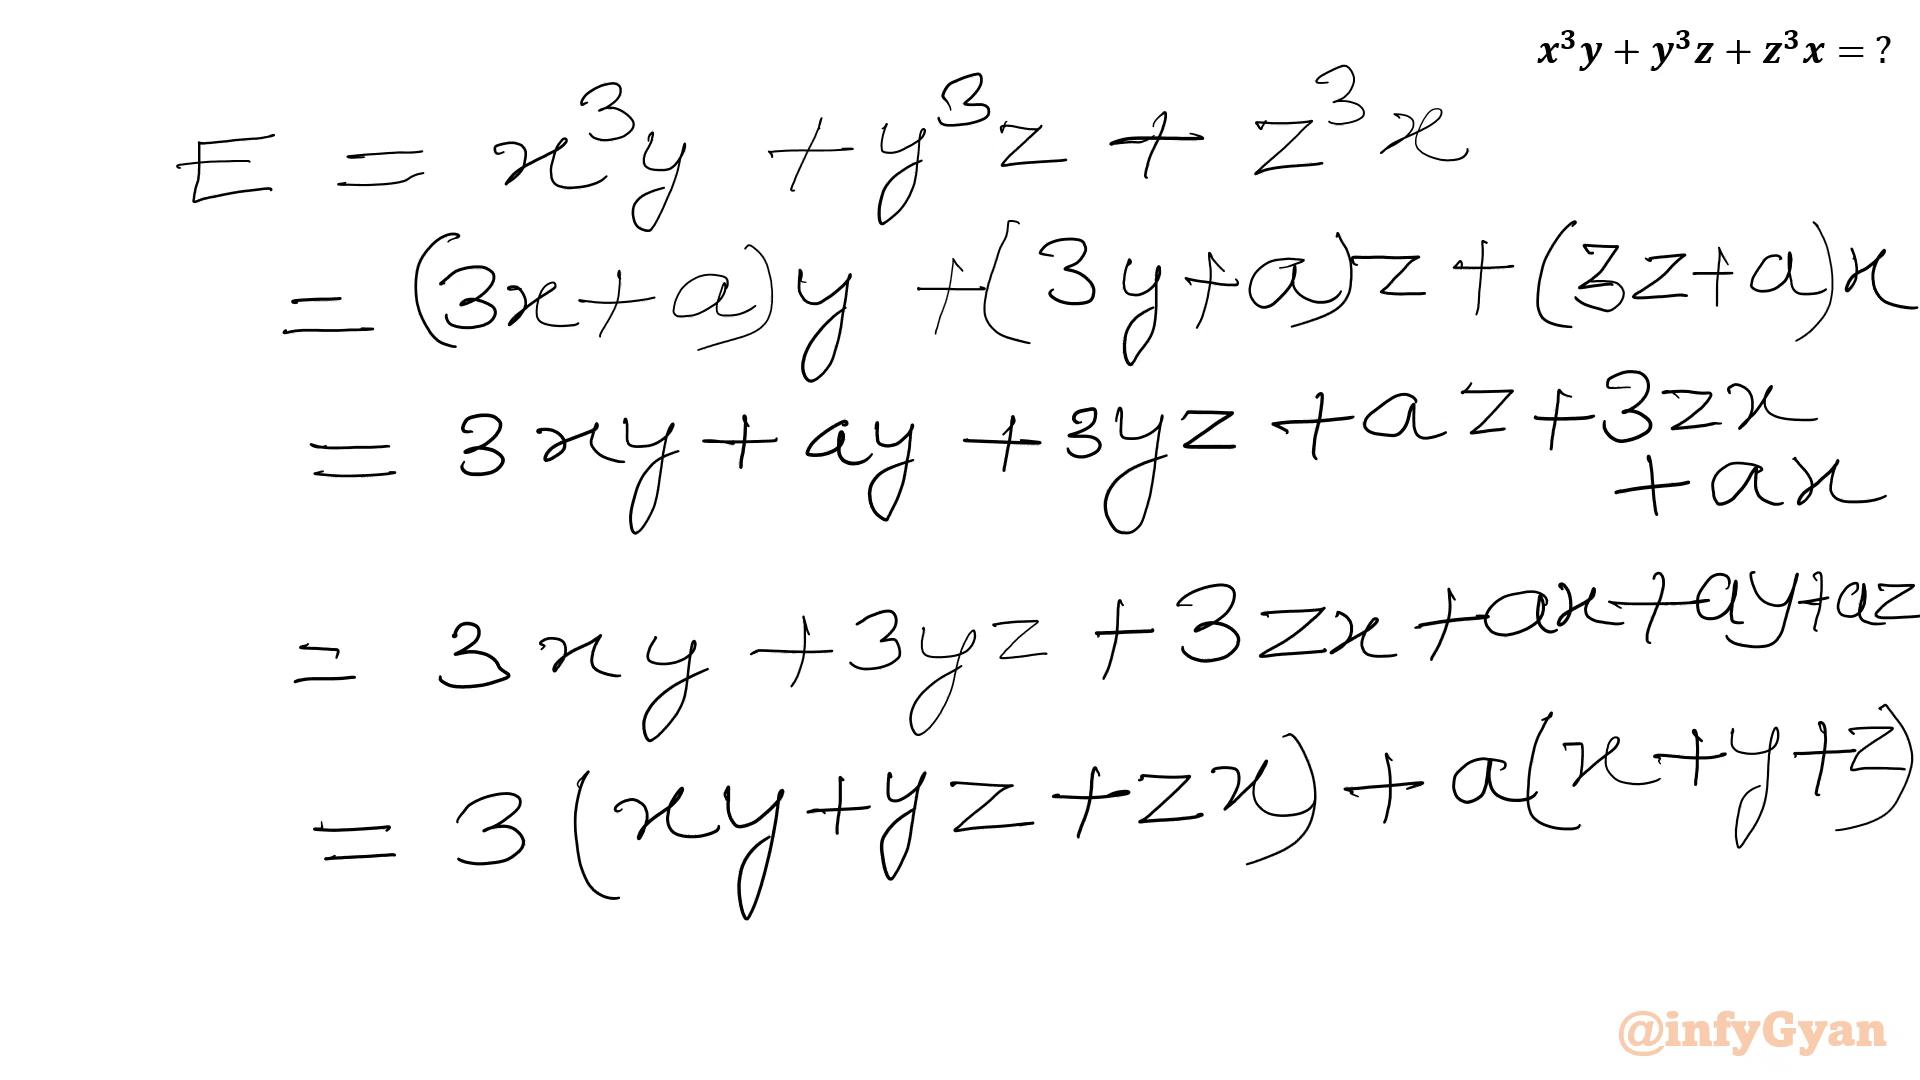 x³y + y³z + z³x = ?
E = x³y + y³z + z³x
= (3x+a)y + (3y+a)z + (3z+a)x
= 3xy + ay + 3yz + az + 3zx
+ ax
= 3xy + 3yz + 3zx + ax + ay + az
= 3(xy+yz+zx) + a(x+y+z)
@infyGyan